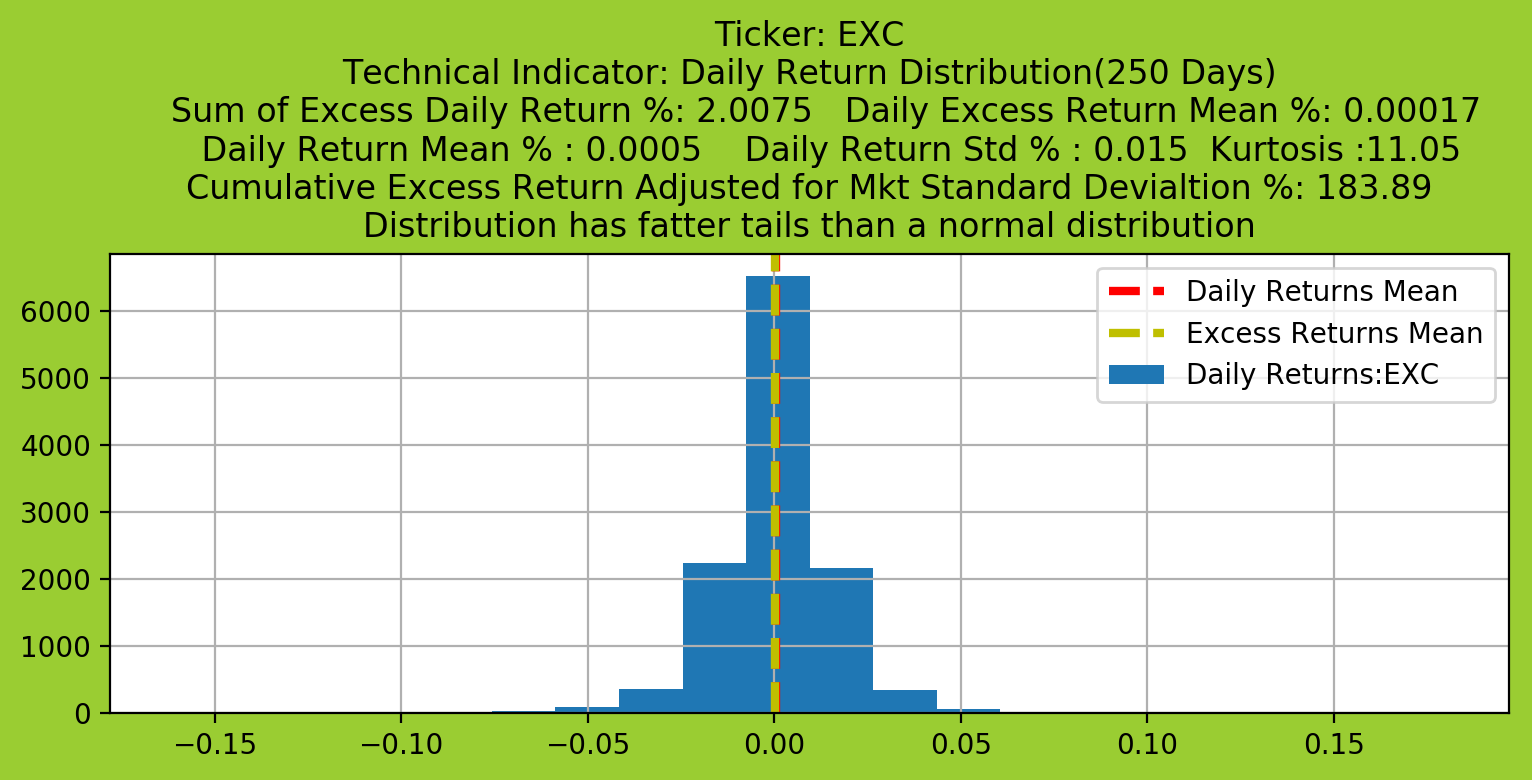 Ticker: EXC
Technical Indicator: Daily Return Distribution(250 Days)
Sum of Excess Daily Return %: 2.0075   Daily Excess Return Mean %: 0.00017
Daily Return Mean % : 0.0005    Daily Return Std % : 0.015  Kurtosis :11.05
Cumulative Excess Return Adjusted for Mkt Standard Devialtion %: 183.89
Distribution has fatter tails than a normal distribution
Daily Returns Mean
Excess Returns Mean
Daily Returns:EXC
6000
5000
4000
3000
2000
1000
0
−0.15
−0.10
−0.05
0.00
0.05
0.10
0.15